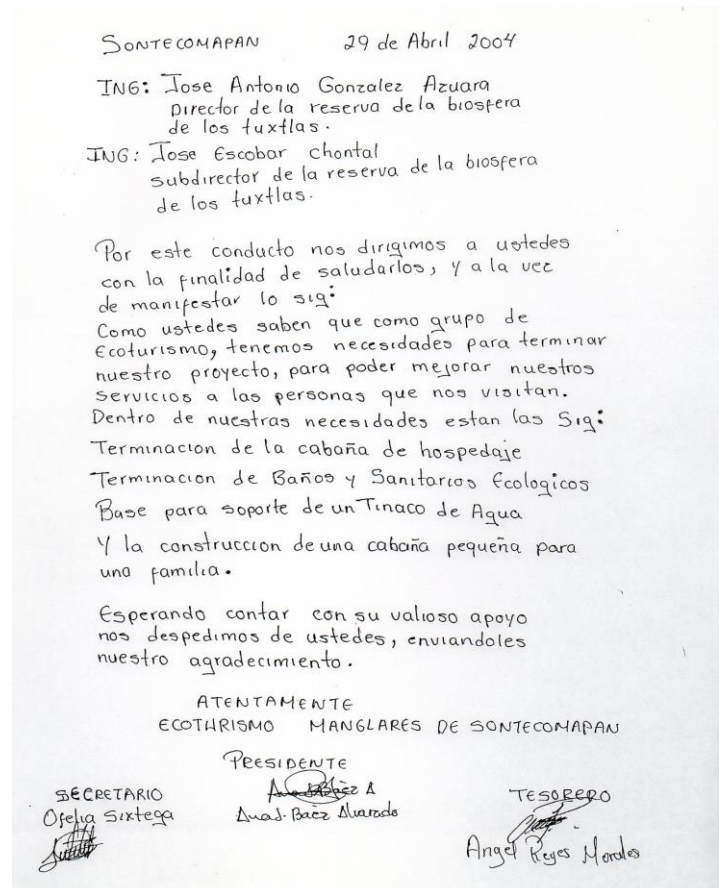 SONTECOMAPAN 29 de Abril 2004
ING: Jose Antonio Gonzalez Azuara
Director de la reserva de la biosfera
de los tuxtlas.
ING: Jose Escobar chontal
subdirector de la reserva de la biosfera
de los tuxtlas.
Por este conducto nos dirigimos a ustedes
con la finalidad de saludarlos, y a la vez
de manifestar lo sig:
Como ustedes saben que como grupo de
Ecoturismo, tenemos necesidades para terminar
nuestro proyecto, para poder mejorar nuestros
servicios a las personas que nos visitan.
Dentro de nuestras necesidades estan las Sig:
Terminacion de la cabaña de hospedaje
Terminacion de Baños y Sanitarios Ecologicos
Base para soporte de un Tinaco de Agua
Y la construccion de una cabaña pequeña para
una familia.
Esperando contar con su valioso apoyo
nos despedimos de ustedes, enviandoles
nuestro agradecimiento.
ATENTAMENTE
ECOTURISMO MANGLARES DE SONTECOMAPAN
PRESIDENTE
Baez A
Baez Alvarado
SECRETARIO
Ofelia Sixtega
TESORERO
Angel Reyes Morales